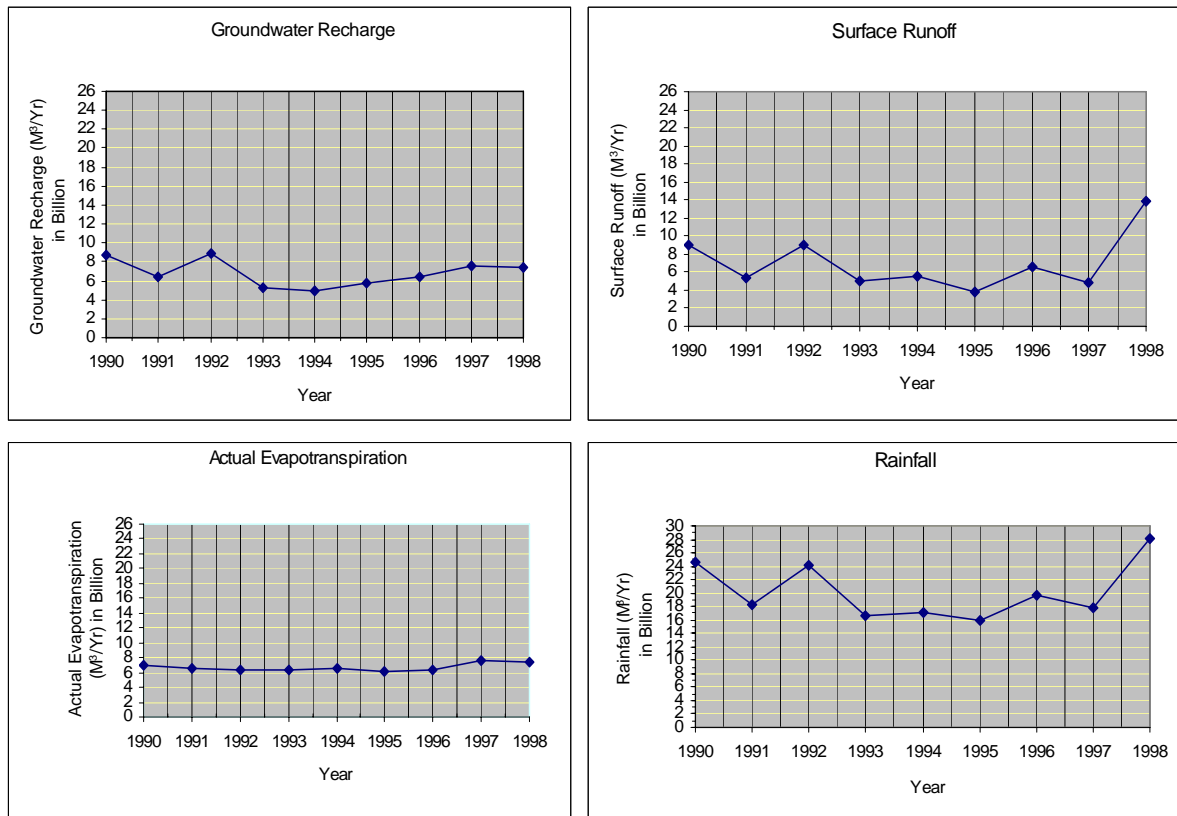 Groundwater Recharge
Groundwater Recharge (M³/Yr)
in Billion
26
24
22
20
18
16
14
12
10
8
6
4
2
0
1990 1991 1992 1993 1994 1995 1996 1997 1998
Year
Surface Runoff
Surface Runoff (M³/Yr)
in Billion
26
24
22
20
18
16
14
12
10
8
6
4
2
0
1990 1991 1992 1993 1994 1995 1996 1997 1998
Year
Actual Evapotranspiration
Actual Evapotranspiration
(M³/Yr) in Billion
26
24
22
20
18
16
14
12
10
8
6
4
2
0
1990 1991 1992 1993 1994 1995 1996 1997 1998
Year
Rainfall
Rainfall (M³/Yr)
in Billion
30
28
26
24
22
20
18
16
14
12
10
8
6
4
2
0
1990 1991 1992 1993 1994 1995 1996 1997 1998
Year